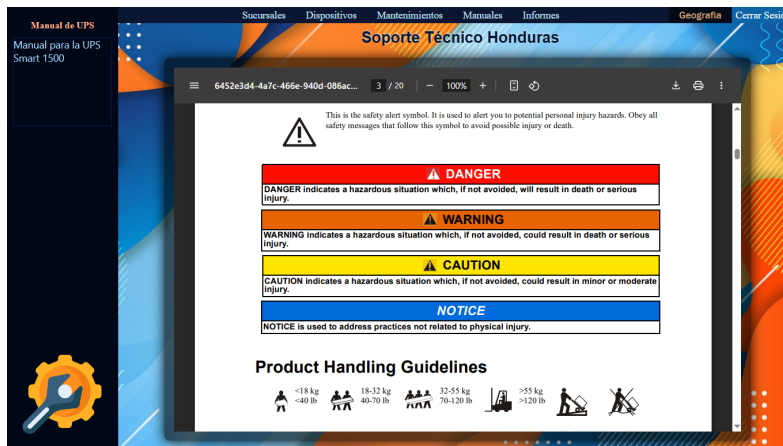 Sucursales Dispositivos Mantenimientos Manuales Informes Geografia Cerrar Sesió
Manual de UPS
Manual para la UPS
Smart 1500
Soporte Técnico Honduras
6452e3d4-4a7c-466e-940d-086ac... 3 / 20 100%
This is the safety alert symbol. It is used to alert you to potential personal injury hazards. Obey all
safety messages that follow this symbol to avoid possible injury or death.
DANGER
DANGER indicates a hazardous situation which, if not avoided, will result in death or serious
injury.
WARNING
WARNING indicates a hazardous situation which, if not avoided, could result in death or serious
injury.
CAUTION
CAUTION indicates a hazardous situation which, if not avoided, could result in minor or moderate
injury.
NOTICE
NOTICE is used to address practices not related to physical injury.
Product Handling Guidelines
<18 kg 18-32 kg 32-55 kg >55 kg
<40 lb 40-70 lb 70-120 lb >120 lb